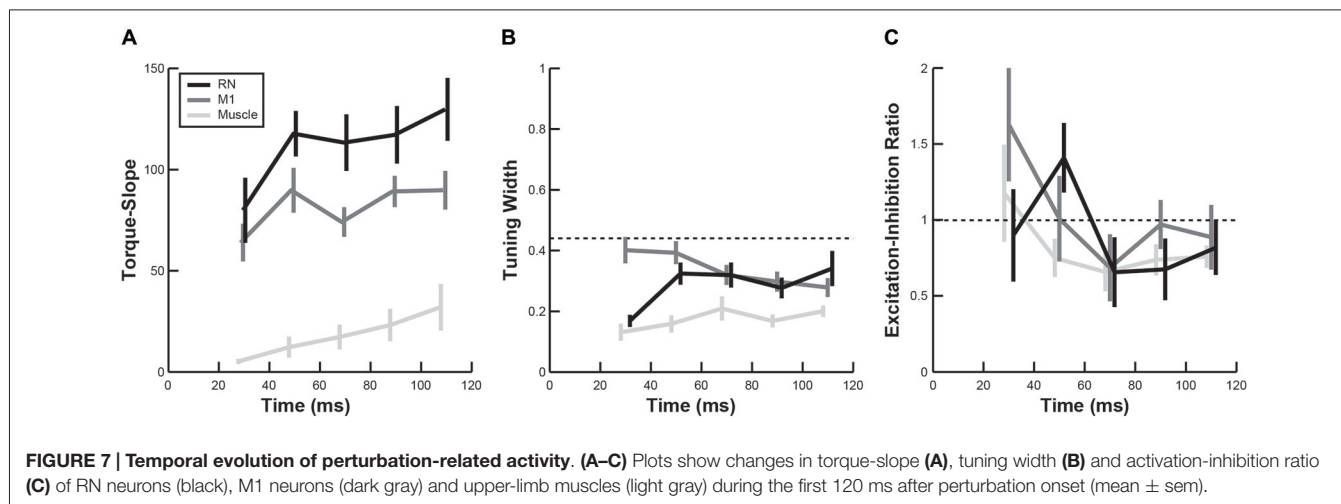 A
B
C
150
100
50
0
0
20
40
60
80
100
120
Torque-Slope
Time (ms)
RN
M1
Muscle
1
0.8
0.6
0.4
0.2
0
0
20
40
60
80
100
120
Tuning Width
Time (ms)
2
1.5
1
0.5
0
0
20
40
60
80
100
120
Excitation-Inhibition Ratio
Time (ms)
FIGURE 7 | Temporal evolution of perturbation-related activity. (A–C) Plots show changes in torque-slope (A), tuning width (B) and activation-inhibition ratio
(C) of RN neurons (black), M1 neurons (dark gray) and upper-limb muscles (light gray) during the first 120 ms after perturbation onset (mean ± sem).